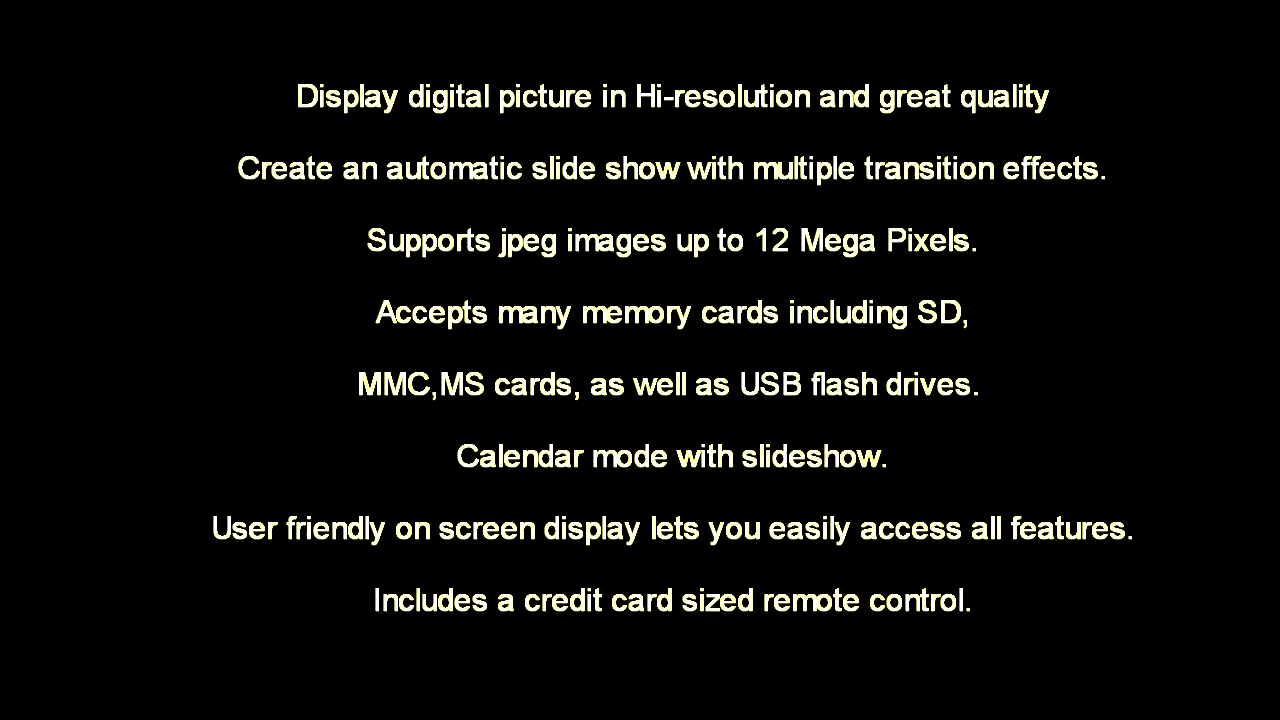 Display digital picture in Hi-resolution and great quality
Create an automatic slide show with multiple transition effects.
Supports jpeg images up to 12 Mega Pixels.
Accepts many memory cards including SD,
MMC,MS cards, as well as USB flash drives.
Calendar mode with slideshow.
User friendly on screen display lets you easily access all features.
Includes a credit card sized remote control.